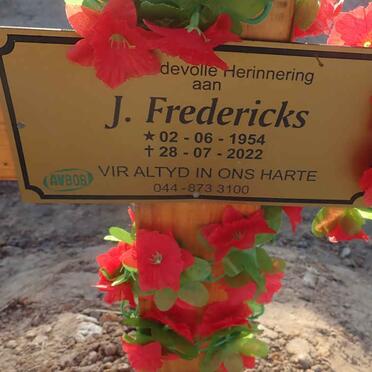 devolle Herinnering
aan
J. Fredericks
★ 02 - 06 - 1954
✝ 28 - 07 - 2022
VIR ALTYD IN ONS HARTE
AVBOB
044 - 873 3100